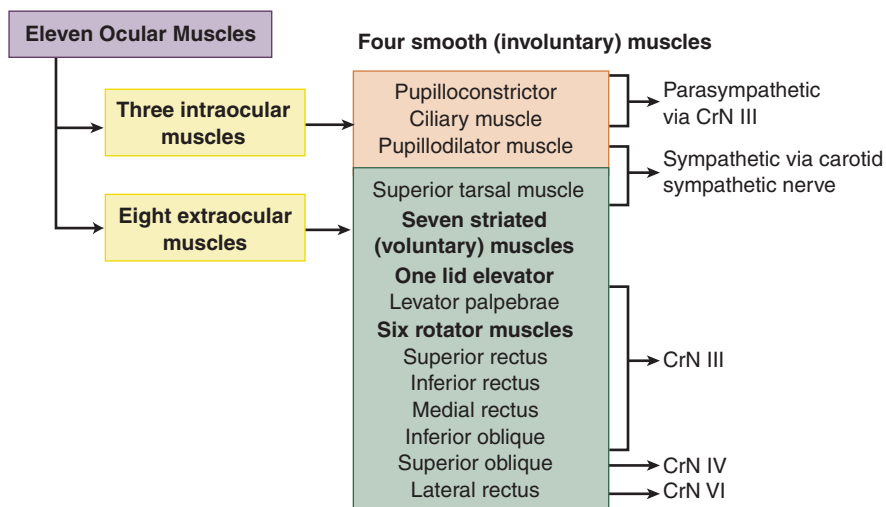 Eleven Ocular Muscles
Four smooth (involuntary) muscles
Three intraocular
muscles
Eight extraocular
muscles
Pupilloconstrictor
Ciliary muscle
Pupillodilator muscle
Superior tarsal muscle
Seven striated
(voluntary) muscles
One lid elevator
Levator palpebrae
Six rotator muscles
Superior rectus
Inferior rectus
Medial rectus
Inferior oblique
Superior oblique
Lateral rectus
Parasympathetic
via CrN III
Sympathetic via carotid
sympathetic nerve
CrN III
CrN IV
CrN VI